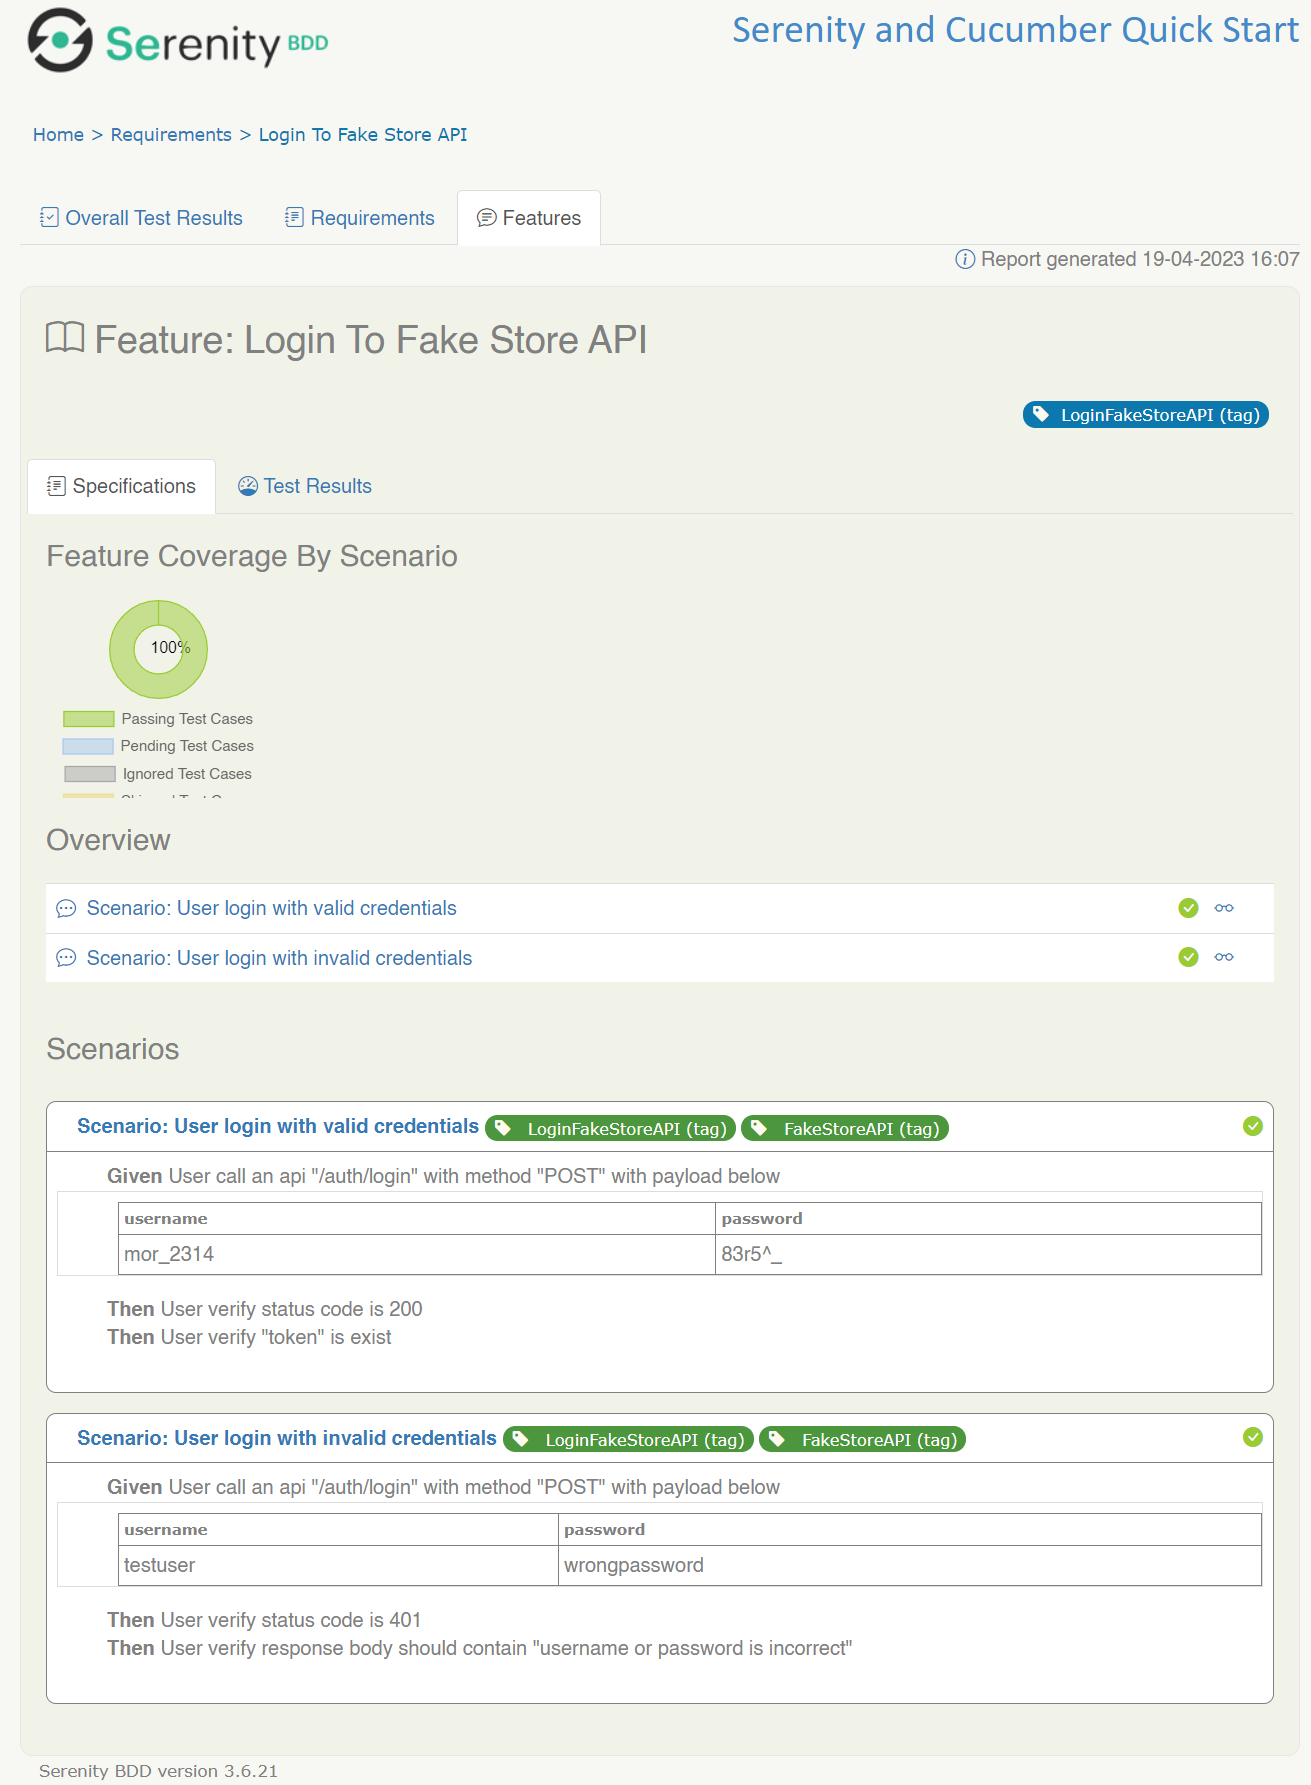 Serenity BDD
Serenity and Cucumber Quick Start
Home > Requirements > Login To Fake Store API
Overall Test Results Requirements Features
Report generated 19-04-2023 16:07
Feature: Login To Fake Store API
LoginFakeStoreAPI (tag)
Specifications Test Results
Feature Coverage By Scenario
100%
Passing Test Cases
Pending Test Cases
Ignored Test Cases
Overview
Scenario: User login with valid credentials
Scenario: User login with invalid credentials
Scenarios
Scenario: User login with valid credentials LoginFakeStoreAPI (tag) FakeStoreAPI (tag)
Given User call an api "/auth/login" with method "POST" with payload below
username password
mor_2314 83r5^_
Then User verify status code is 200
Then User verify "token" is exist
Scenario: User login with invalid credentials LoginFakeStoreAPI (tag) FakeStoreAPI (tag)
Given User call an api "/auth/login" with method "POST" with payload below
username password
testuser wrongpassword
Then User verify status code is 401
Then User verify response body should contain "username or password is incorrect"
Serenity BDD version 3.6.21